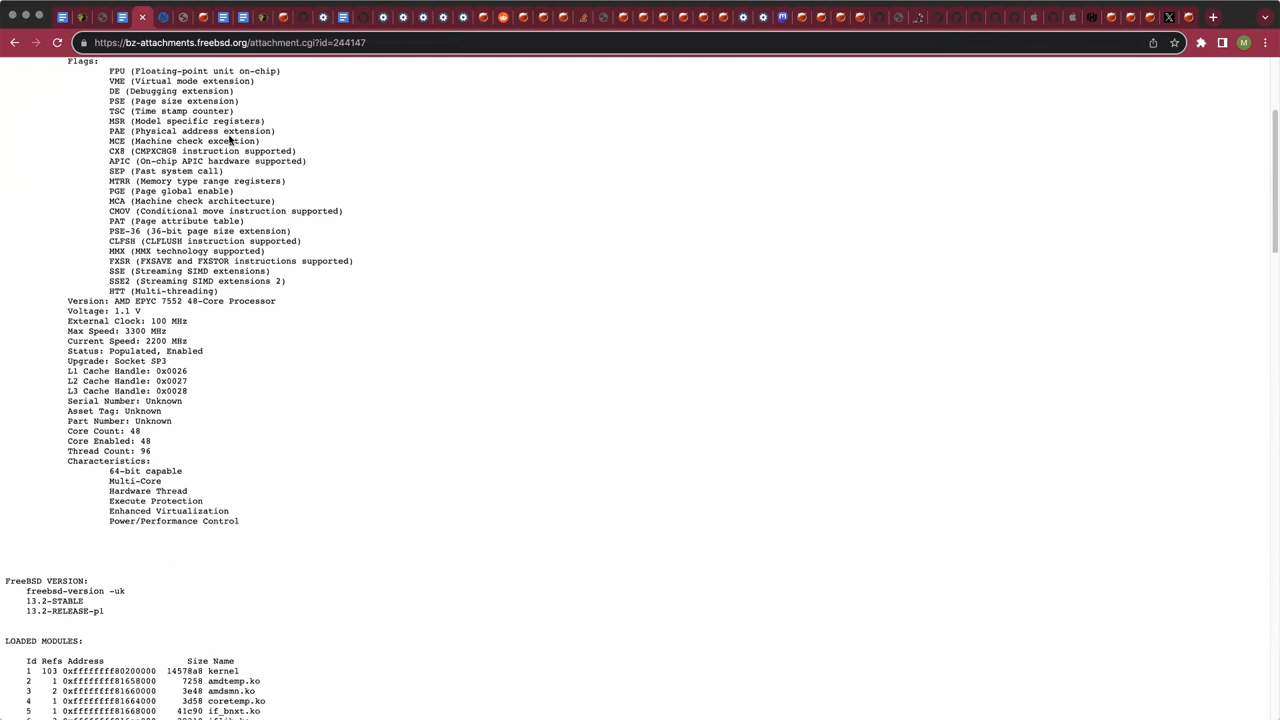 https://bz-attachments.freebsd.org/attachment.cgi?id=244147
M
Flags:
FPU (Floating-point unit on-chip)
VME (Virtual mode extension)
DE (Debugging extension)
PSE (Page size extension)
TSC (Time stamp counter)
MSR (Model specific registers)
PAE (Physical address extension)
MCE (Machine check exception)
CX8 (CMPXCHG8 instruction supported)
APIC (On-chip APIC hardware supported)
SEP (Fast system call)
MTRR (Memory type range registers)
PGE (Page global enable)
MCA (Machine check architecture)
CMOV (Conditional move instruction supported)
PAT (Page attribute table)
PSE-36 (36-bit page size extension)
CLFSH (CLFLUSH instruction supported)
MMX (MMX technology supported)
FXSR (FXSAVE and FXSTOR instructions supported)
SSE (Streaming SIMD extensions)
SSE2 (Streaming SIMD extensions 2)
HTT (Multi-threading)
Version: AMD EPYC 7552 48-Core Processor
Voltage: 1.1 V
External Clock: 100 MHz
Max Speed: 3300 MHz
Current Speed: 2200 MHz
Status: Populated, Enabled
Upgrade: Socket SP3
L1 Cache Handle: 0x0026
L2 Cache Handle: 0x0027
L3 Cache Handle: 0x0028
Serial Number: Unknown
Asset Tag: Unknown
Part Number: Unknown
Core Count: 48
Core Enabled: 48
Thread Count: 96
Characteristics:
64-bit capable
Multi-Core
Hardware Thread
Execute Protection
Enhanced Virtualization
Power/Performance Control
FreeBSD VERSION:
freebsd-version -uk
13.2-STABLE
13.2-RELEASE-p1
LOADED MODULES:
Id Refs Address Size Name
1 103 0xffffffff80200000 14578a8 kernel
2 1 0xffffffff81658000 7258 amdtemp.ko
3 2 0xffffffff81660000 3e48 amdsmn.ko
4 1 0xffffffff81664000 3d58 coretemp.ko
5 1 0xffffffff81668000 41c90 if_bnxt.ko